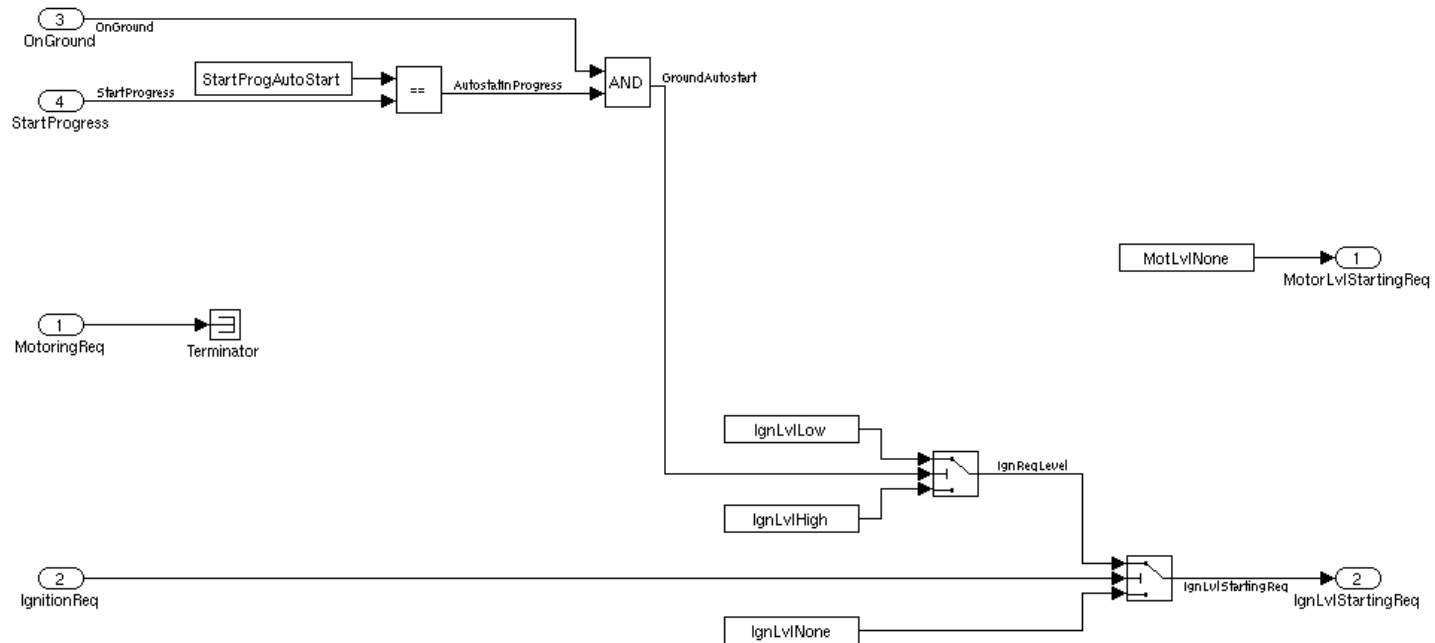 3
OnGround
OnGround
StartProgAutoStart
==
AutostatInProgress
AND
GroundAutostart
4
StartProgress
StartProgress
MotLvlNone
1
MotorLvlStartingReq
1
MotoringReq
Terminator
IgnLvlLow
IgnReqLevel
IgnLvlHigh
2
IgnitionReq
IgnLvlStartingReq
2
IgnLvlStartingReq
IgnLvlNone